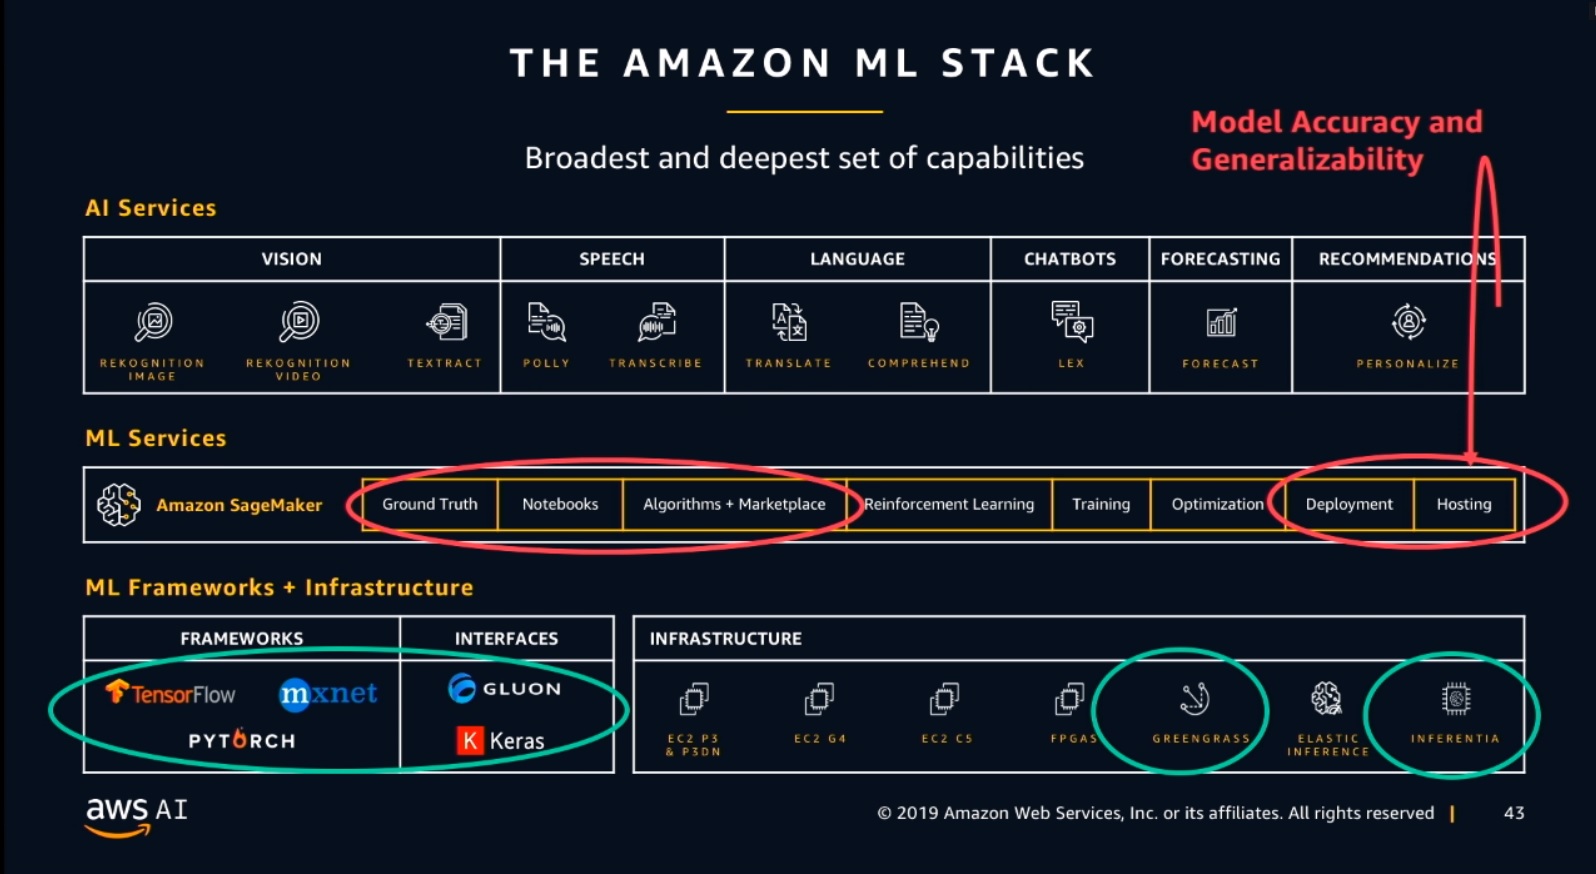 THE AMAZON ML STACK
Broadest and deepest set of capabilities
Model Accuracy and
Generalizability
AI Services
VISION SPEECH LANGUAGE CHATBOTS FORECASTING RECOMMENDATIONS
REKOGNITION IMAGE REKOGNITION VIDEO TEXTRACT POLLY TRANSCRIBE TRANSLATE COMPREHEND LEX FORECAST PERSONALIZE
ML Services
Amazon SageMaker Ground Truth Notebooks Algorithms + Marketplace Reinforcement Learning Training Optimization Deployment Hosting
ML Frameworks + Infrastructure
FRAMEWORKS INTERFACES INFRASTRUCTURE
TensorFlow mxnet GLUON
PYTORCH K Keras
EC2 P3 & P3DN EC2 G4 EC2 C5 FPGAS GREENGRASS ELASTIC INFERENCE INFERENTIA
aws AI
© 2019 Amazon Web Services, Inc. or its affiliates. All rights reserved | 43